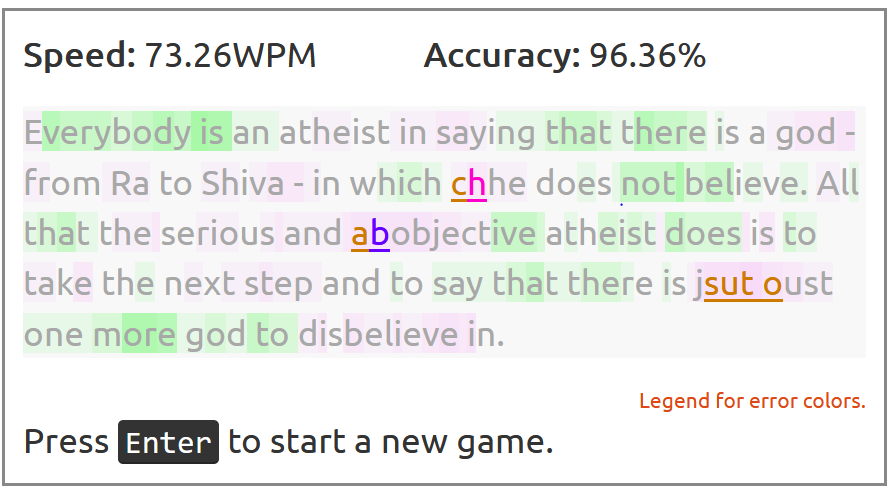 Speed: 73.26WPM Accuracy: 96.36%
Everybody is an atheist in saying that there is a god -
from Ra to Shiva - in which chhe does not believe. All
that the serious and abobjective atheist does is to
take the next step and to say that there is jsut oust
one more god to disbelieve in.
Legend for error colors.
Press Enter to start a new game.